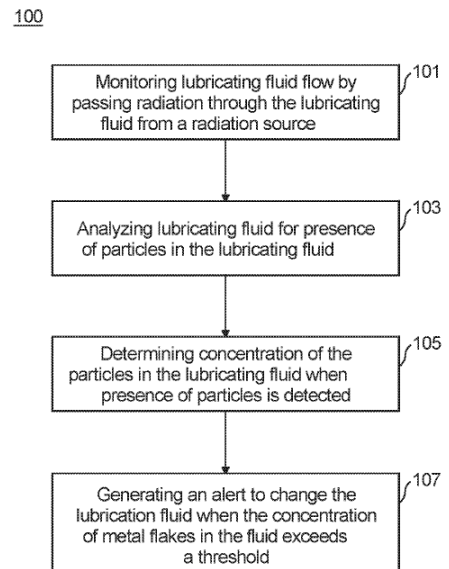 100
101
Monitoring lubricating fluid flow by
passing radiation through the lubricating
fluid from a radiation source
103
Analyzing lubricating fluid for presence
of particles in the lubricating fluid
105
Determining concentration of the
particles in the lubricating fluid when
presence of particles is detected
107
Generating an alert to change the
lubrication fluid when the concentration
of metal flakes in the fluid exceeds
a threshold